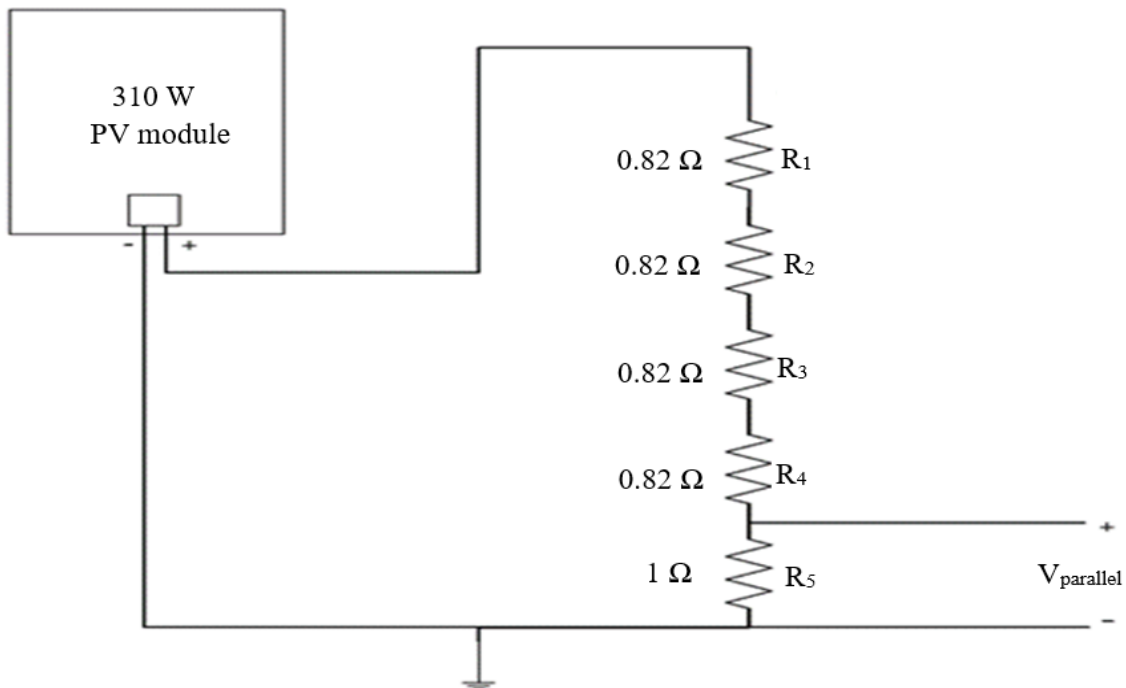 310 W
PV module
- +
0.82 Ω R₁
0.82 Ω R₂
0.82 Ω R₃
0.82 Ω R₄
+
1 Ω R₅ Vparallel
-